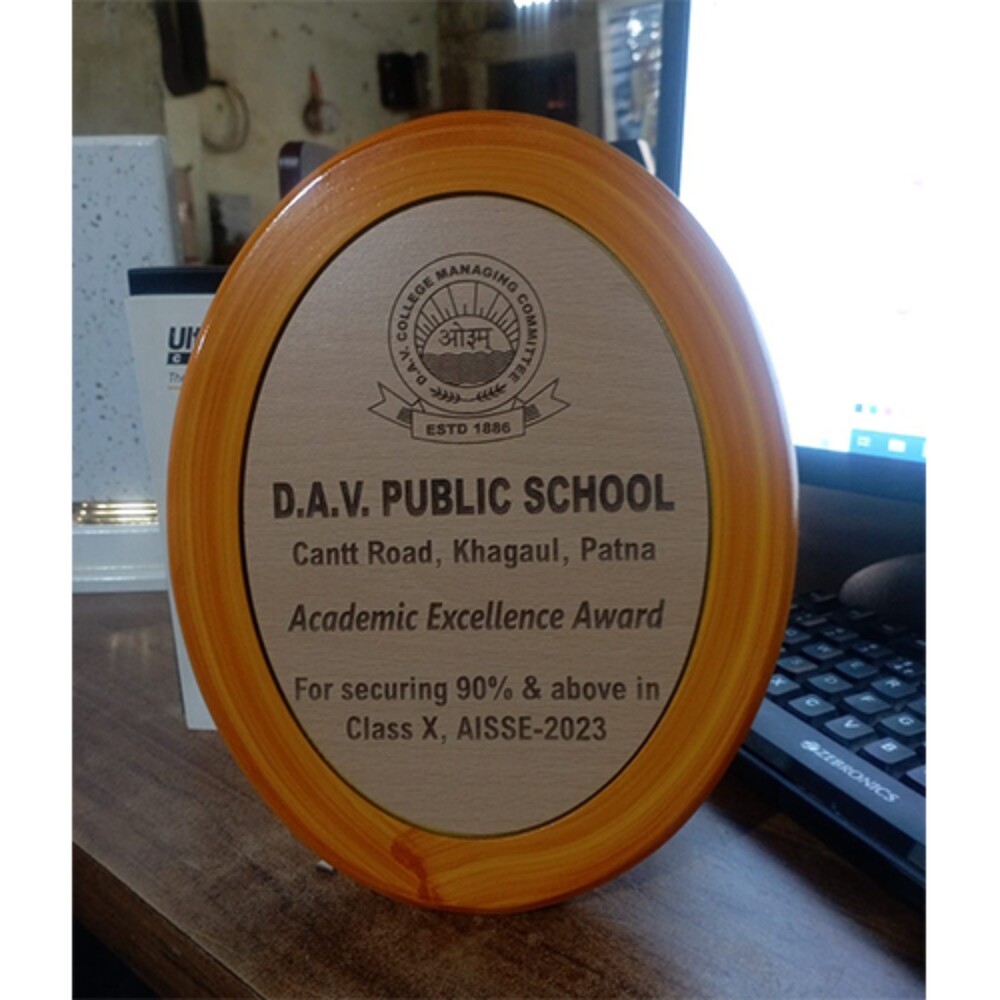 D.A.V. COLLEGE MANAGING COMMITTEE
ओ३म्
ESTD 1886
D.A.V. PUBLIC SCHOOL
Cantt Road, Khagaul, Patna
Academic Excellence Award
For securing 90% & above in
Class X, AISSE-2023
ZEBRONICS